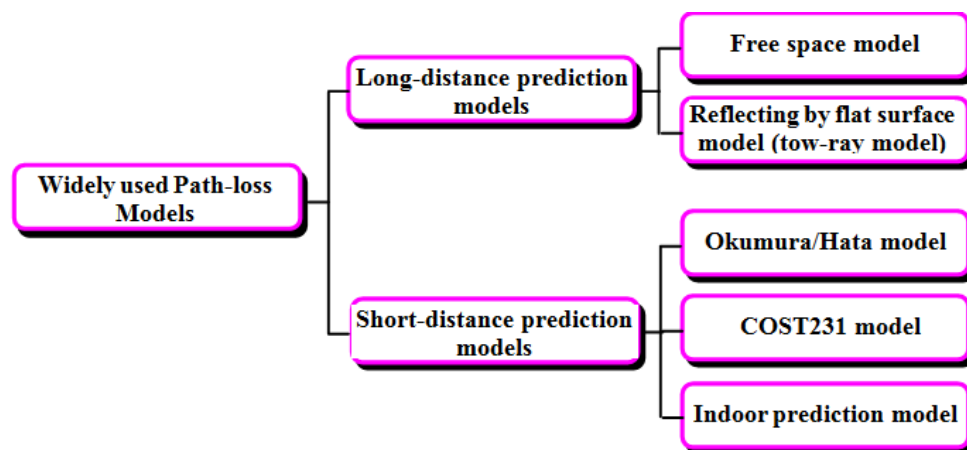 Widely used Path-loss
Models
Long-distance prediction
models
Free space model
Reflecting by flat surface
model (tow-ray model)
Short-distance prediction
models
Okumura/Hata model
COST231 model
Indoor prediction model